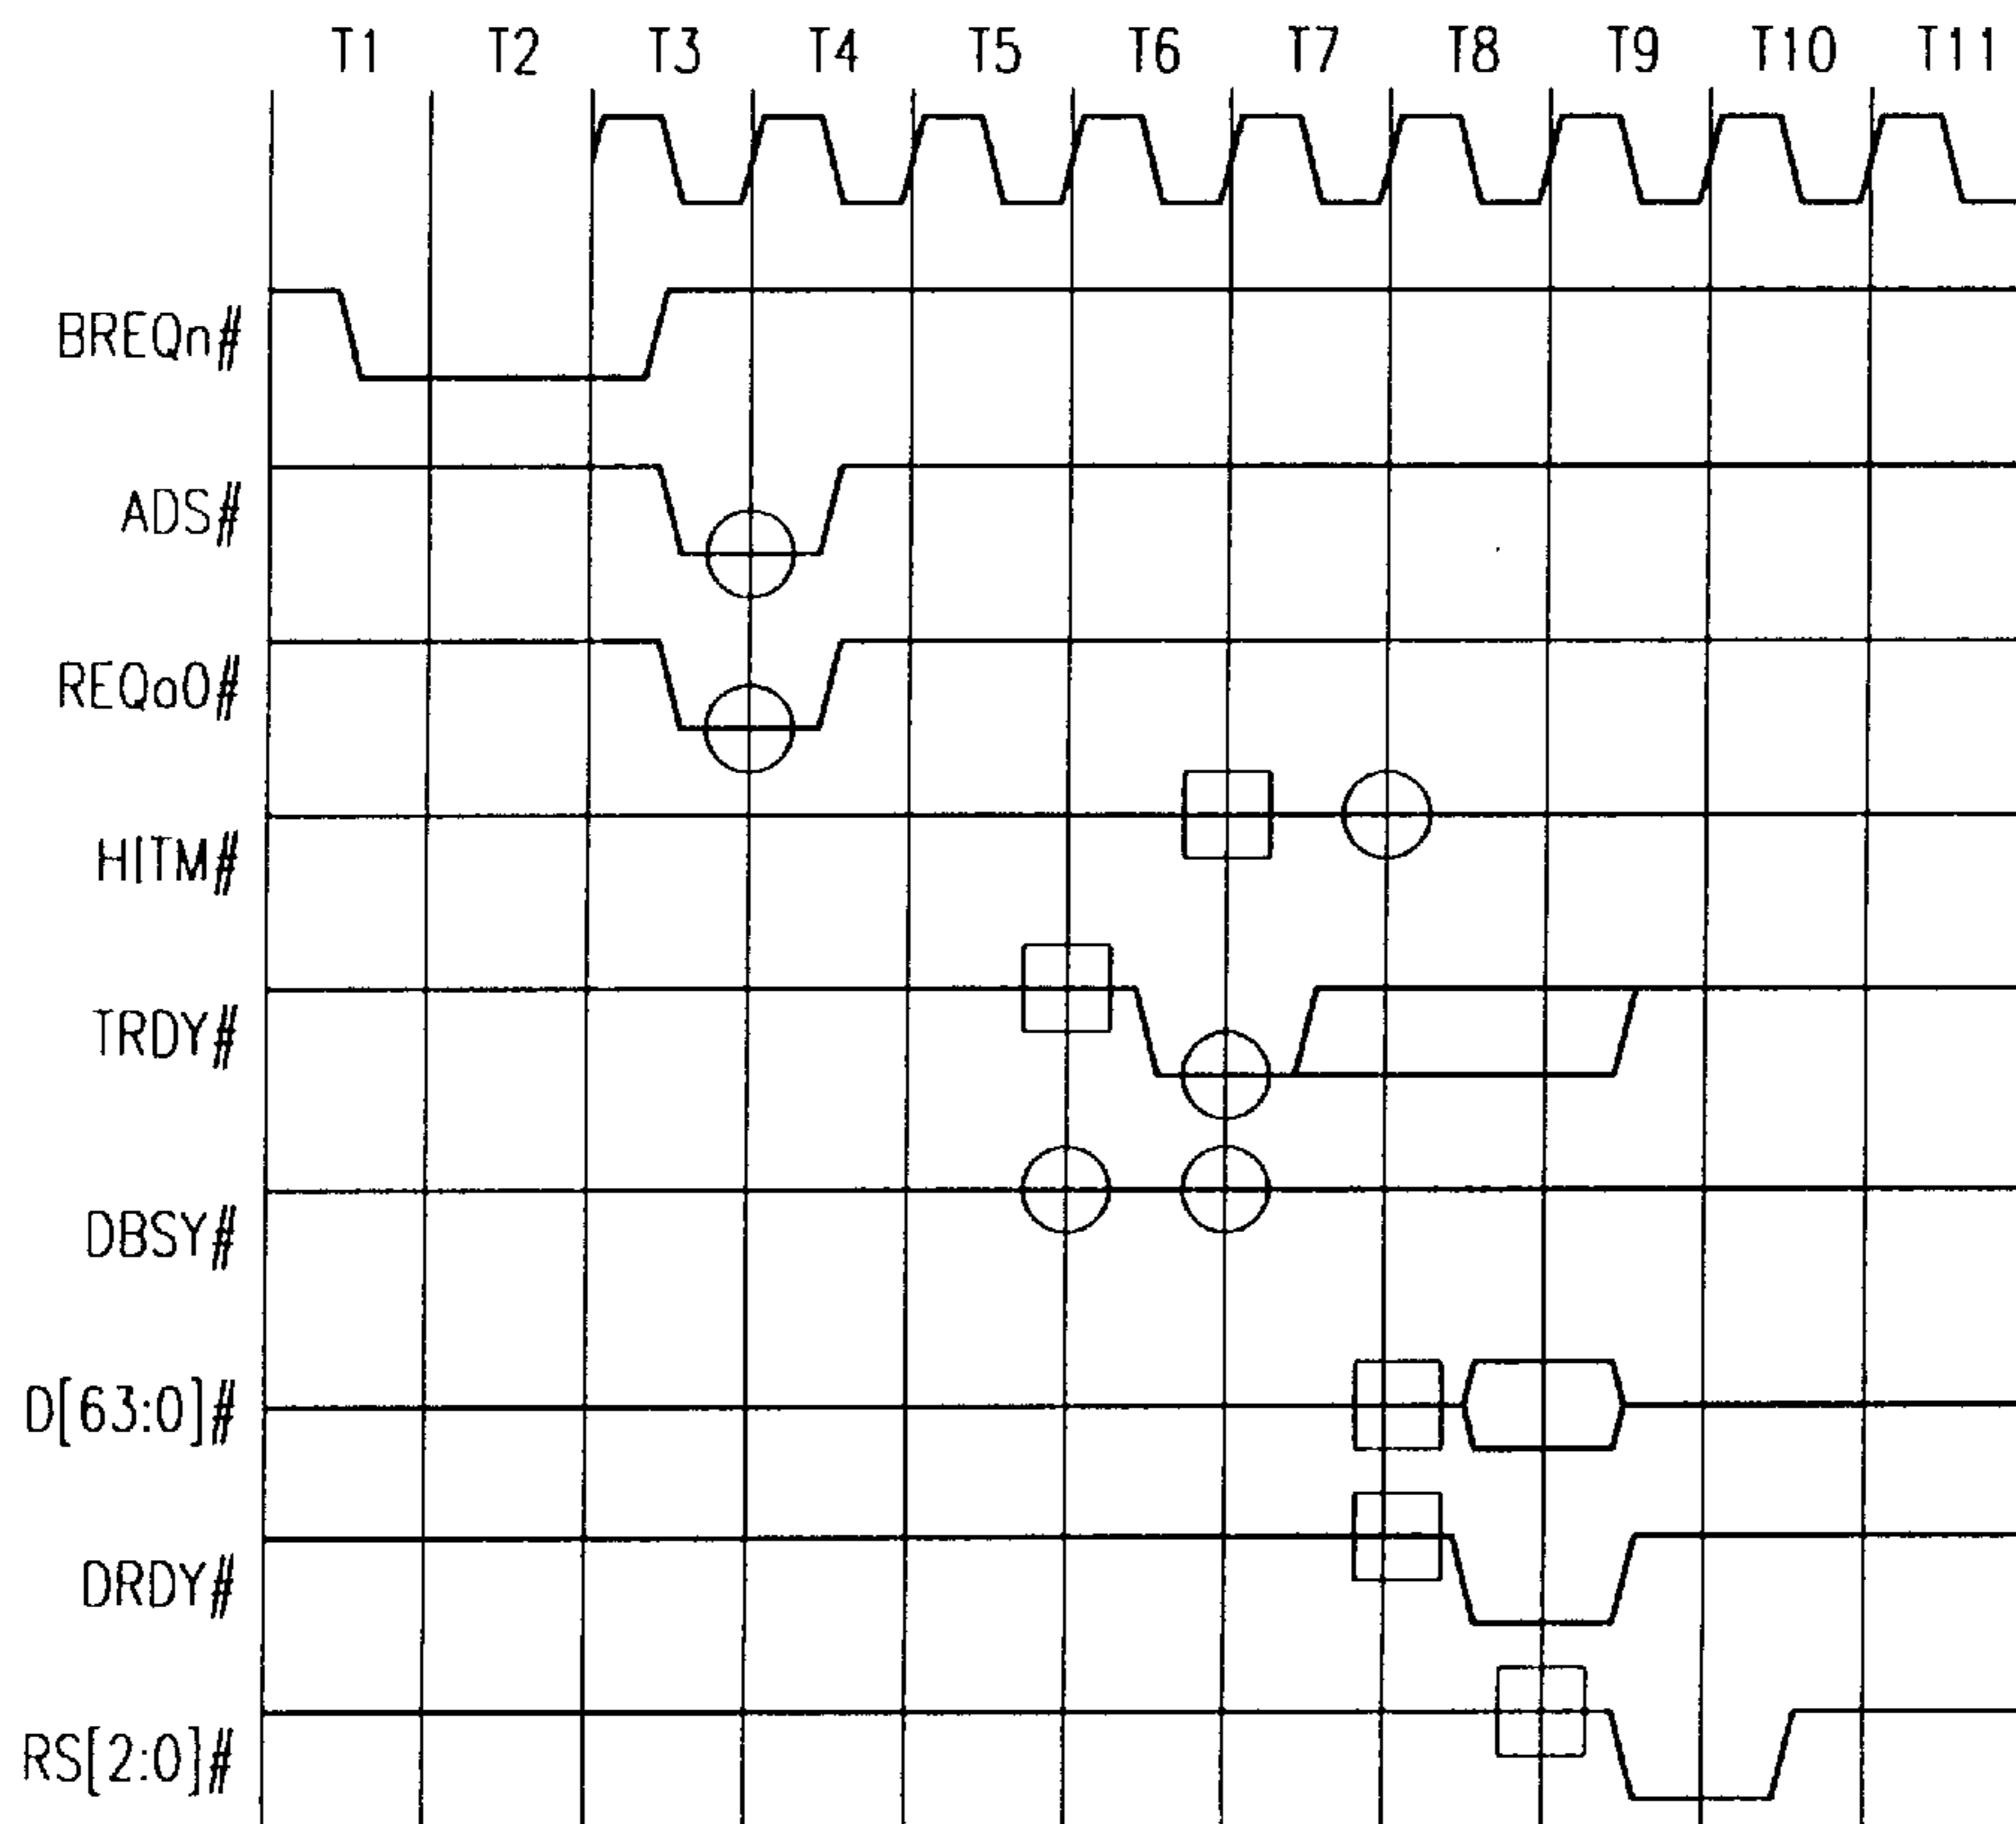 T1 T2 T3 T4 T5 T6 T7 T8 T9 T10 T11
BREQn#
ADS#
REQa0#
HITM#
TRDY#
DBSY#
D[63:0]#
DRDY#
RS[2:0]#